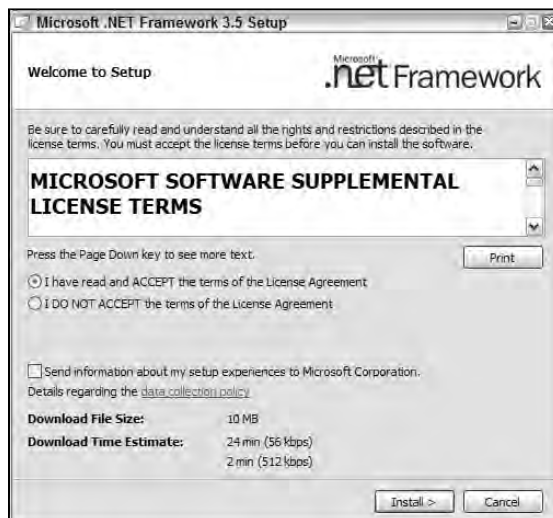 Microsoft .NET Framework 3.5 Setup
Welcome to Setup
Microsoft
.net Framework
Be sure to carefully read and understand all the rights and restrictions described in the
license terms. You must accept the license terms before you can install the software.
MICROSOFT SOFTWARE SUPPLEMENTAL
LICENSE TERMS
Press the Page Down key to see more text.
Print
I have read and ACCEPT the terms of the License Agreement
I DO NOT ACCEPT the terms of the License Agreement
Send information about my setup experiences to Microsoft Corporation.
Details regarding the data collection policy
Download File Size: 10 MB
Download Time Estimate: 24 min (56 kbps)
2 min (512 kbps)
Install >
Cancel